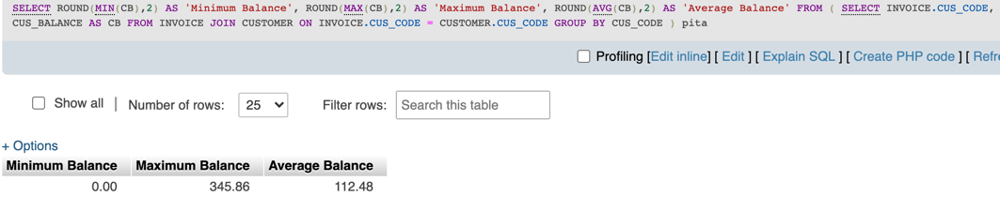 SELECT ROUND(MIN(CB),2) AS 'Minimum Balance', ROUND(MAX(CB),2) AS 'Maximum Balance', ROUND(AVG(CB),2) AS 'Average Balance' FROM ( SELECT INVOICE.CUS_CODE,
CUS_BALANCE AS CB FROM INVOICE JOIN CUSTOMER ON INVOICE.CUS_CODE = CUSTOMER.CUS_CODE GROUP BY CUS_CODE ) pita
Profiling [Edit inline] [ Edit ] [ Explain SQL ] [ Create PHP code ] [ Refre
Show all | Number of rows: 25 Filter rows: Search this table
+ Options
Minimum Balance Maximum Balance Average Balance
0.00 345.86 112.48